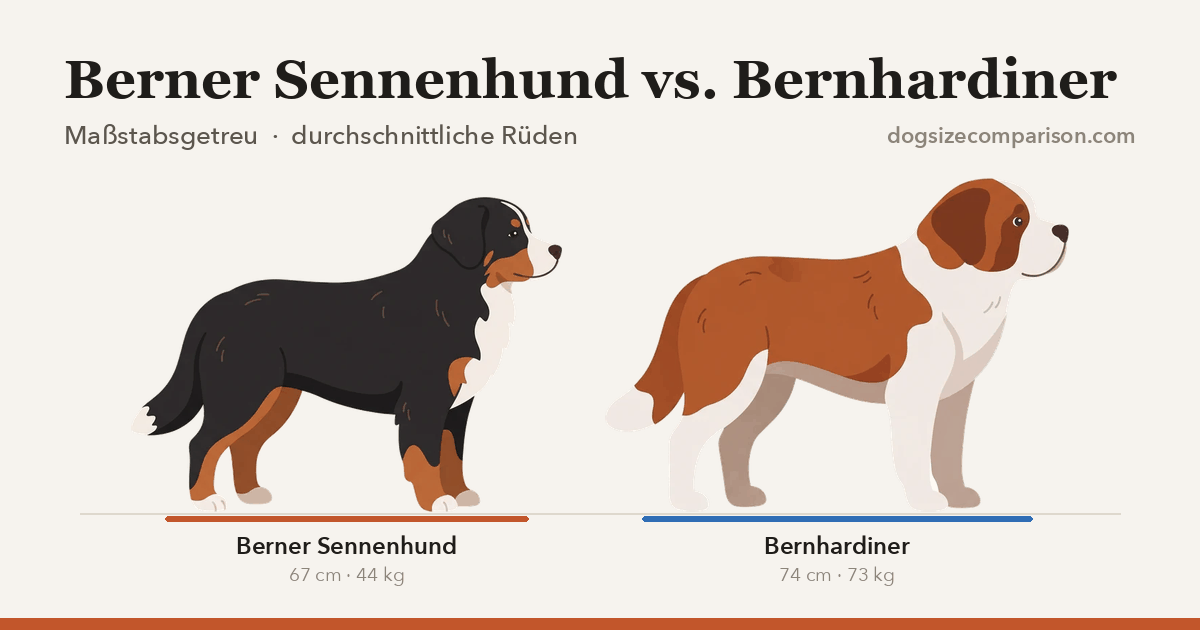 Berner Sennenhund vs. Bernhardiner
Maßstabsgetreu · durchschnittliche Rüden
dogsizecomparison.com
Berner Sennenhund
67 cm · 44 kg
Bernhardiner
74 cm · 73 kg